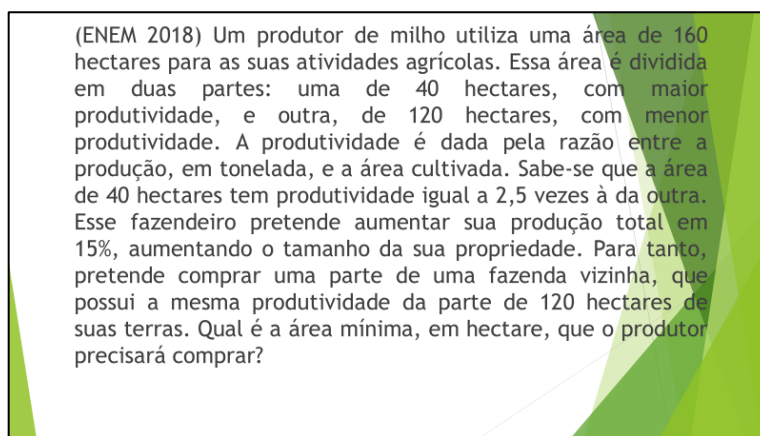 (ENEM 2018) Um produtor de milho utiliza uma área de 160
hectares para as suas atividades agrícolas. Essa área é dividida
em duas partes: uma de 40 hectares, com maior
produtividade, e outra, de 120 hectares, com menor
produtividade. A produtividade é dada pela razão entre a
produção, em tonelada, e a área cultivada. Sabe-se que a área
de 40 hectares tem produtividade igual a 2,5 vezes à da outra.
Esse fazendeiro pretende aumentar sua produção total em
15%, aumentando o tamanho da sua propriedade. Para tanto,
pretende comprar uma parte de uma fazenda vizinha, que
possui a mesma produtividade da parte de 120 hectares de
suas terras. Qual é a área mínima, em hectare, que o produtor
precisará comprar?